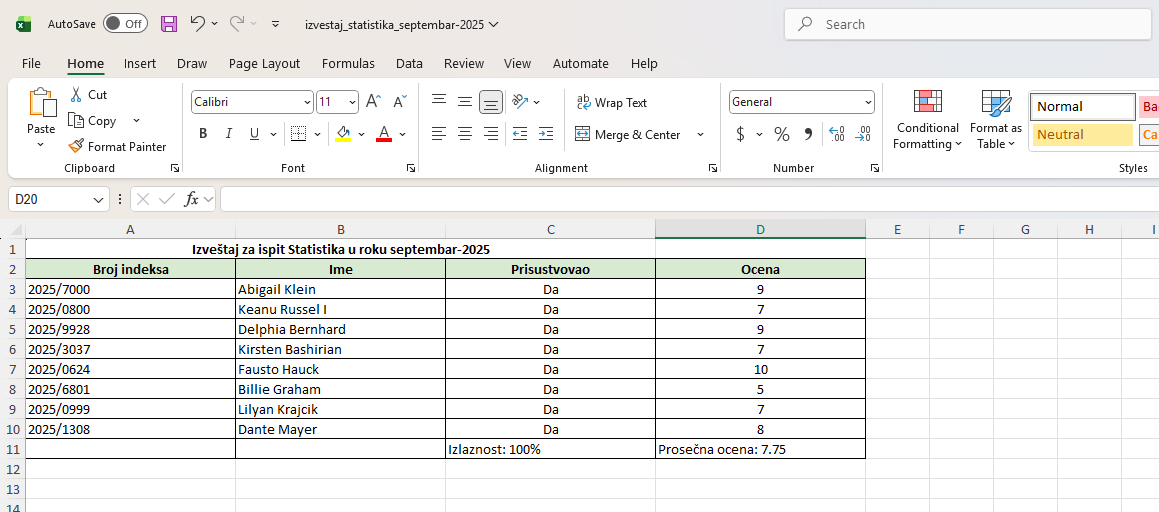 AutoSave Off izvestaj_statistika_septembar-2025 Search
File Home Insert Draw Page Layout Formulas Data Review View Automate Help
Paste Cut Copy Format Painter Clipboard
Calibri 11 B I U A A A Font
ab c Wrap Text Merge & Center Alignment
General $ % Number
Conditional Formatting Format as Table Normal Neutral Styles
D20 fx
A B C D E F G H I
1 Izveštaj za ispit Statistika u roku septembar-2025
2 Broj indeksa Ime Prisustvovao Ocena
3 2025/7000 Abigail Klein Da 9
4 2025/0800 Keanu Russel I Da 7
5 2025/9928 Delphia Bernhard Da 9
6 2025/3037 Kirsten Bashirian Da 7
7 2025/0624 Fausto Hauck Da 10
8 2025/6801 Billie Graham Da 5
9 2025/0999 Lilyan Krajcik Da 7
10 2025/1308 Dante Mayer Da 8
11 Izlaznost: 100% Prosečna ocena: 7.75
12
13
14